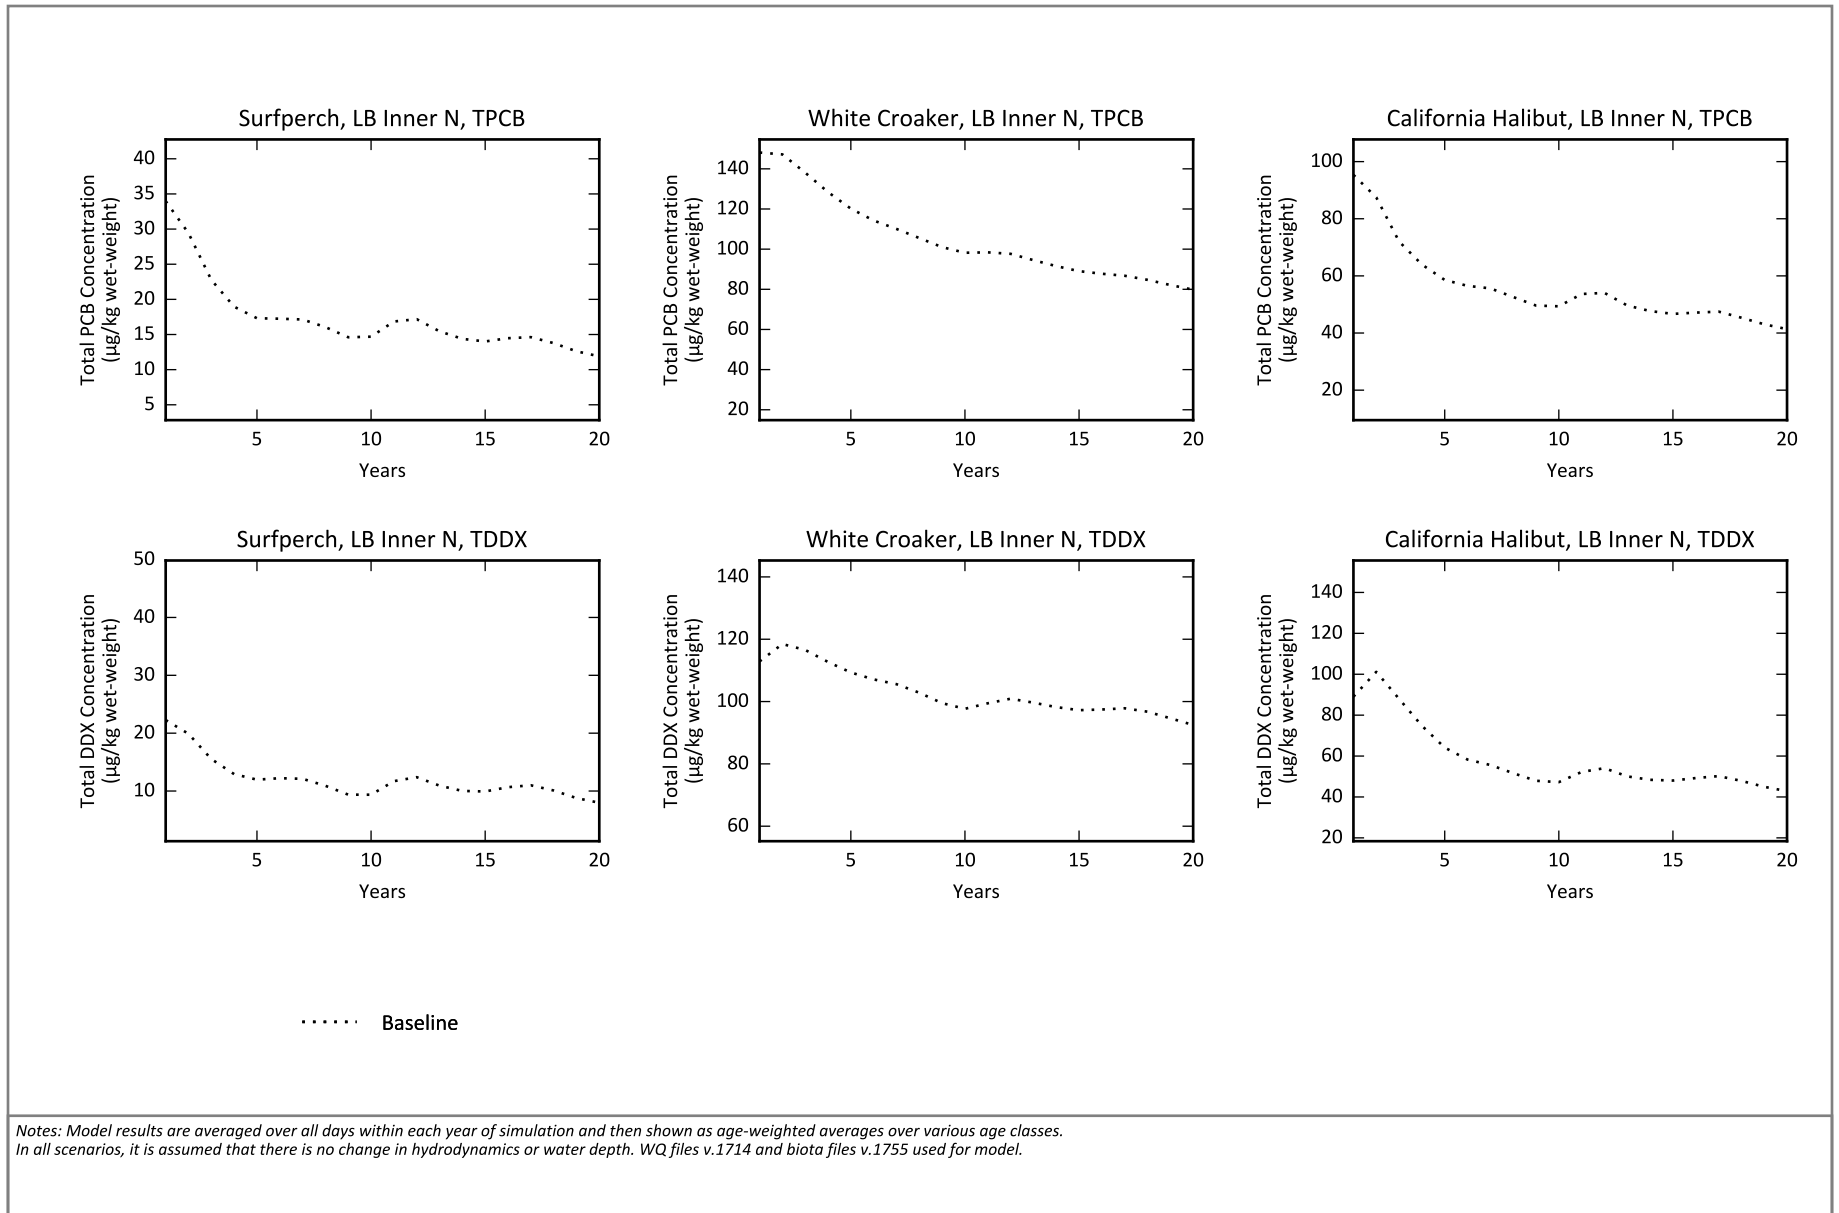 Surfperch, LB Inner N, TPCB
Total PCB Concentration
(µg/kg wet-weight)
40
35
30
25
20
15
10
5
5 10 15 20
Years
White Croaker, LB Inner N, TPCB
Total PCB Concentration
(µg/kg wet-weight)
140
120
100
80
60
40
20
5 10 15 20
Years
California Halibut, LB Inner N, TPCB
Total PCB Concentration
(µg/kg wet-weight)
100
80
60
40
20
5 10 15 20
Years
Surfperch, LB Inner N, TDDX
Total DDX Concentration
(µg/kg wet-weight)
50
40
30
20
10
5 10 15 20
Years
White Croaker, LB Inner N, TDDX
Total DDX Concentration
(µg/kg wet-weight)
140
120
100
80
60
5 10 15 20
Years
California Halibut, LB Inner N, TDDX
Total DDX Concentration
(µg/kg wet-weight)
140
120
100
80
60
40
20
5 10 15 20
Years
Baseline
Notes: Model results are averaged over all days within each year of simulation and then shown as age-weighted averages over various age classes.
In all scenarios, it is assumed that there is no change in hydrodynamics or water depth. WQ files v.1714 and biota files v.1755 used for model.